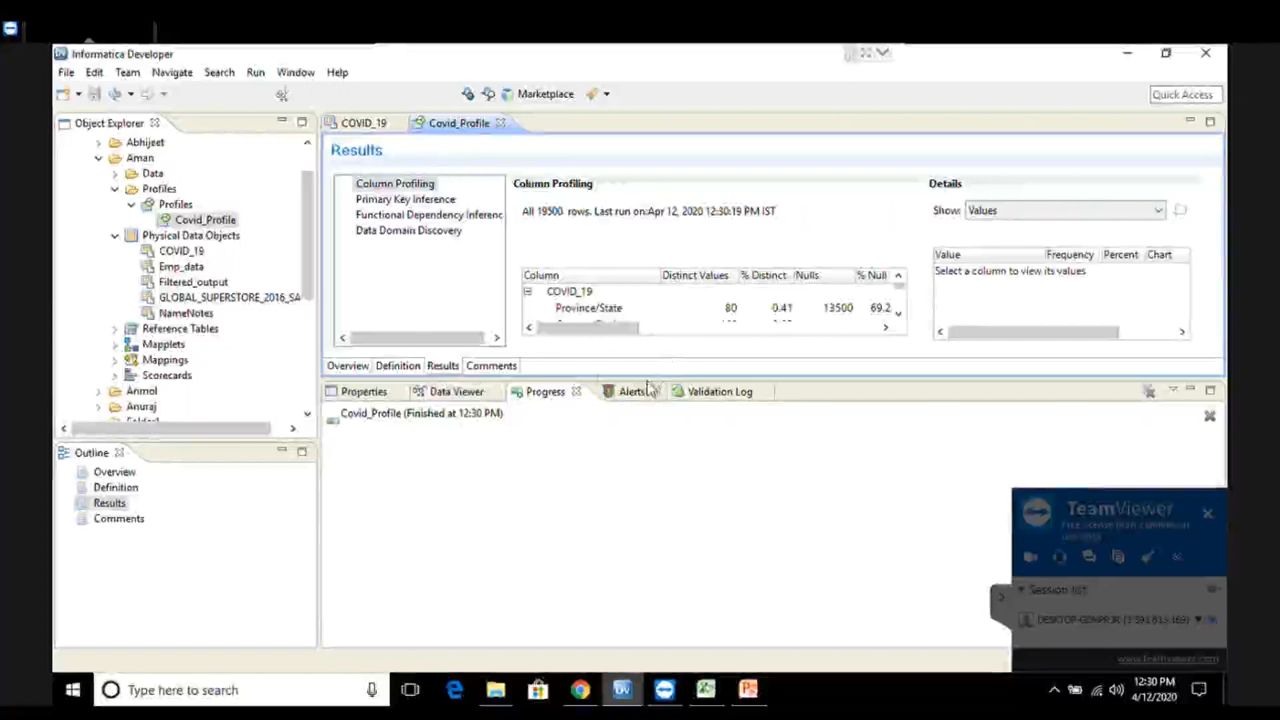 Informatica Developer
File Edit Team Navigate Search Run Window Help
Marketplace
Quick Access
Object Explorer
Abhijeet
Aman
Data
Profiles
Profiles
Covid_Profile
Physical Data Objects
COVID_19
Emp_data
Filtered_output
GLOBAL_SUPERSTORE_2016_SA
NameNotes
Reference Tables
Mapplets
Mappings
Scorecards
Anmol
Anuraj
Outline
Overview
Definition
Results
Comments
COVID_19 Covid_Profile
Results
Column Profiling
Primary Key Inference
Functional Dependency Inferenc
Data Domain Discovery
Column Profiling
All 19500 rows. Last run on:Apr 12, 2020 12:30:19 PM IST
Column Distinct Values % Distinct Nulls % Null
COVID_19
Province/State 80 0.41 13500 69.2
Details
Show: Values
Value Frequency Percent Chart
Select a column to view its values
Overview Definition Results Comments
Properties Data Viewer Progress Alerts Validation Log
Covid_Profile (Finished at 12:30 PM)
TeamViewer
Session list
www.teamviewer.com
Type here to search
12:30 PM
4/12/2020